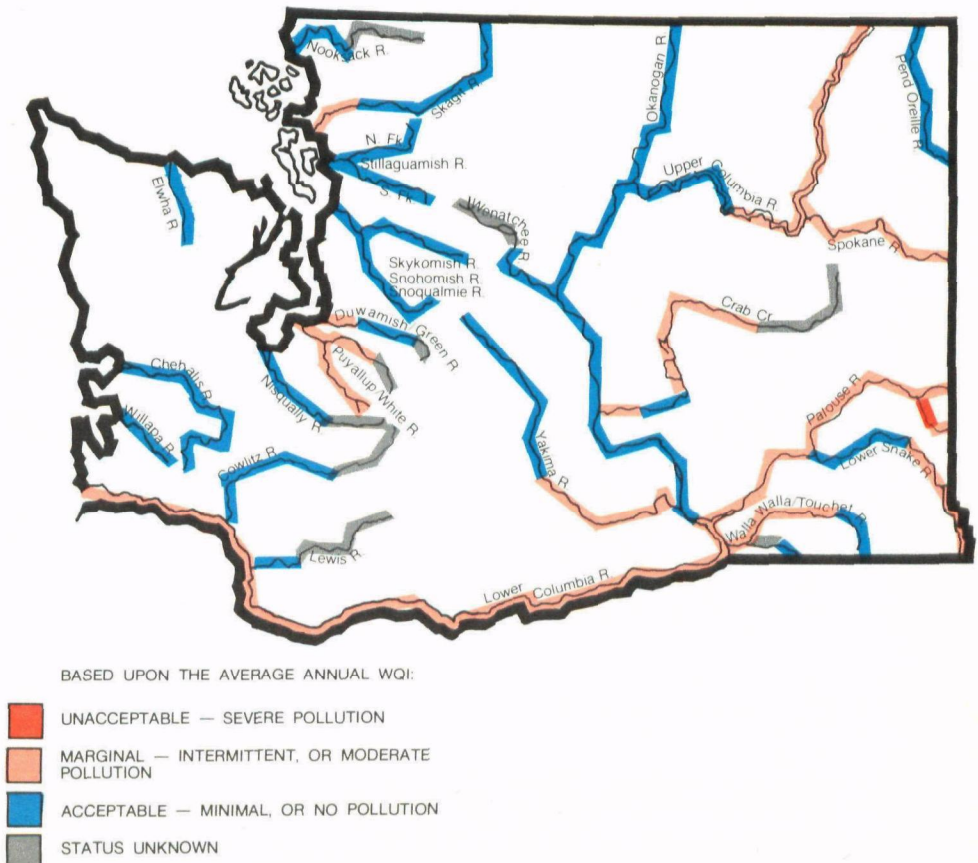 Nooksack R.
Skagit R.
N. Fk
Stillaguamish R.
S. Fk
Elwha R
Okanogan R.
Pend Oreille R.
Upper Columbia R.
Wenatchee R
Spokane R
Skykomish R.
Snohomish R.
Snoqualmie R.
Crab Cr
Duwamish/Green R
Puyallup/White R
Nisqually R
Chehalis R
Willapa R
Cowlitz R
Lewis R
Yakima R
Palouse R
Lower Snake R
Walla Walla/Touchet R
Lower Columbia R.
BASED UPON THE AVERAGE ANNUAL WQI:
UNACCEPTABLE — SEVERE POLLUTION
MARGINAL — INTERMITTENT, OR MODERATE
POLLUTION
ACCEPTABLE — MINIMAL, OR NO POLLUTION
STATUS UNKNOWN